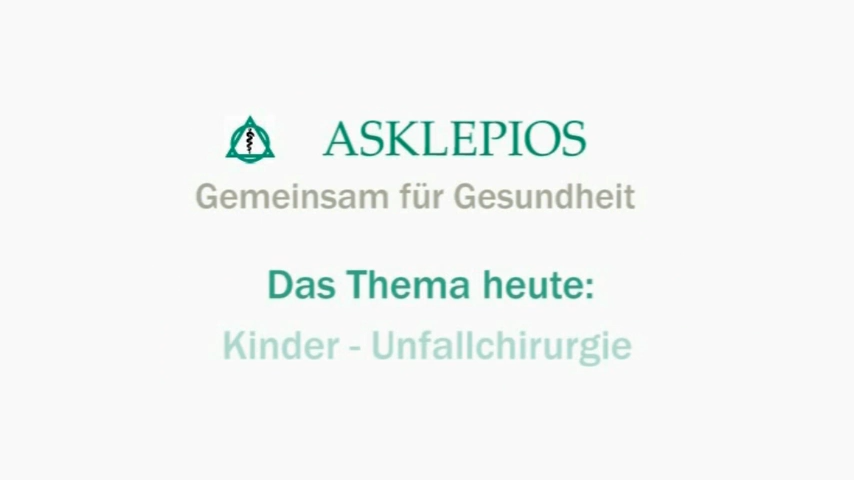 ASKLEPIOS
Gemeinsam für Gesundheit
Das Thema heute:
Kinder - Unfallchirurgie